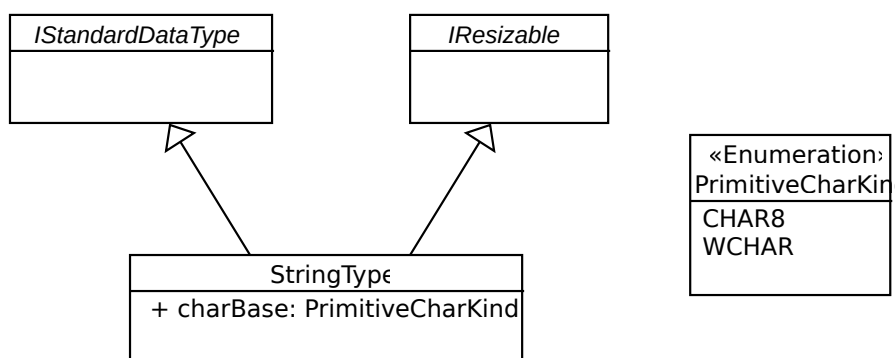 IStandardDataType
IResizable
«Enumeration»
PrimitiveCharKin
CHAR8
WCHAR
StringType
+ charBase: PrimitiveCharKind